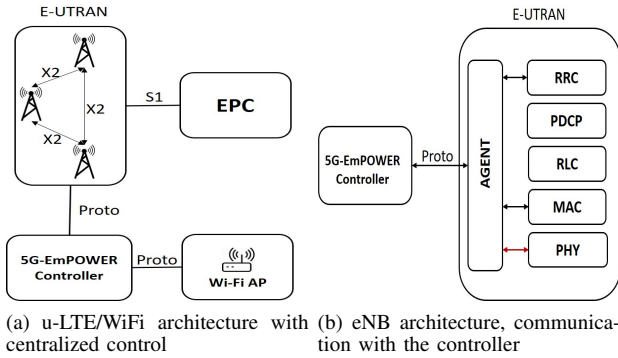 E-UTRAN
X2
X2
X2
S1
EPC
Proto
5G-EmPOWER
Controller
Proto
Wi-Fi AP
(a) u-LTE/WiFi architecture with
centralized control
E-UTRAN
5G-EmPOWER
Controller
Proto
AGENT
RRC
PDCP
RLC
MAC
PHY
(b) eNB architecture, communica-
tion with the controller